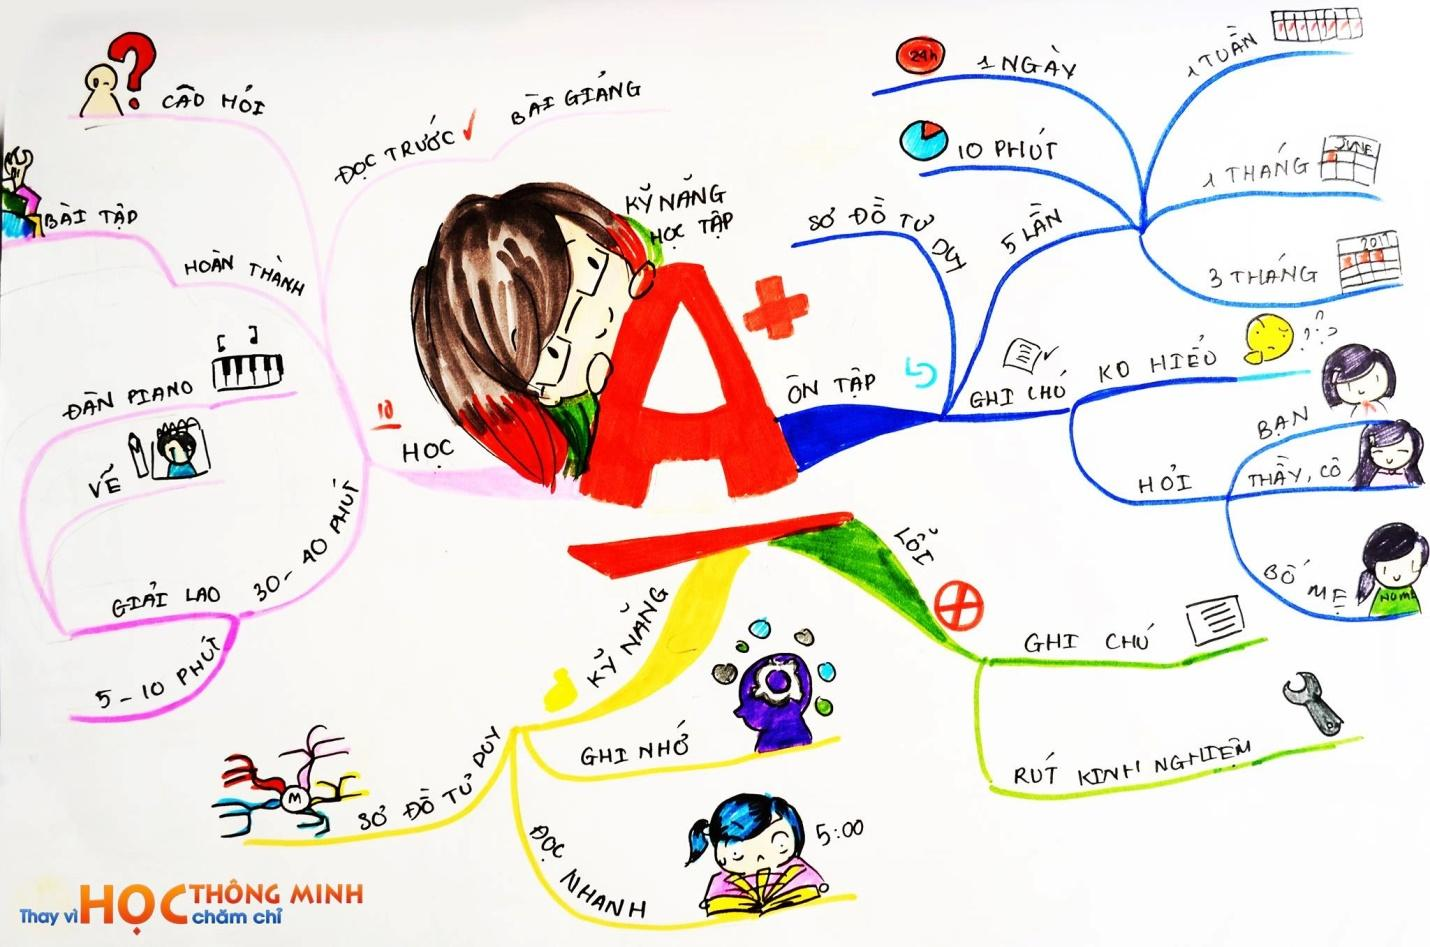 KỸ NĂNG
HỌC TẬP
A+
10
HỌC
ĐỌC TRƯỚC
BÀI GIẢNG
CÂU HỎI
HOÀN THÀNH
BÀI TẬP
30-40 PHÚT
GIẢI LAO
ĐÀN PIANO
VẼ
5-10 PHÚT
ÔN TẬP
SƠ ĐỒ TƯ DUY
5 LẦN
24h
1 NGÀY
10 PHÚT
1 TUẦN
1 THÁNG
JUNE
3 THÁNG
2017
GHI CHÚ
KO HIỂU
HỎI
BẠN
THẦY, CÔ
BỐ MẸ
LỖI
GHI CHÚ
RÚT KINH NGHIỆM
KỸ NĂNG
GHI NHỚ
SƠ ĐỒ TƯ DUY
M
ĐỌC NHANH
5:00
Thay vì HỌC THÔNG MINH
chăm chỉ